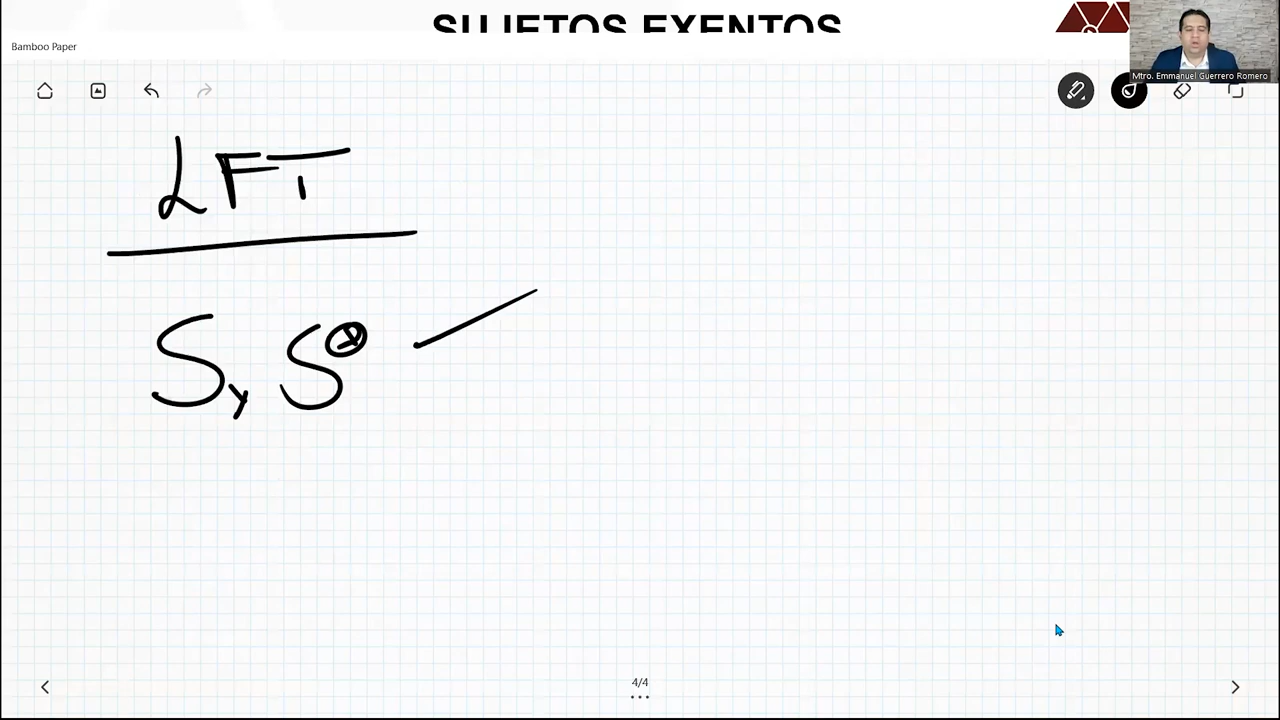 SUJETOS EXENTOS
Bamboo Paper
Mtro. Emmanuel Guerrero Romero
LFT
S y S
4/4